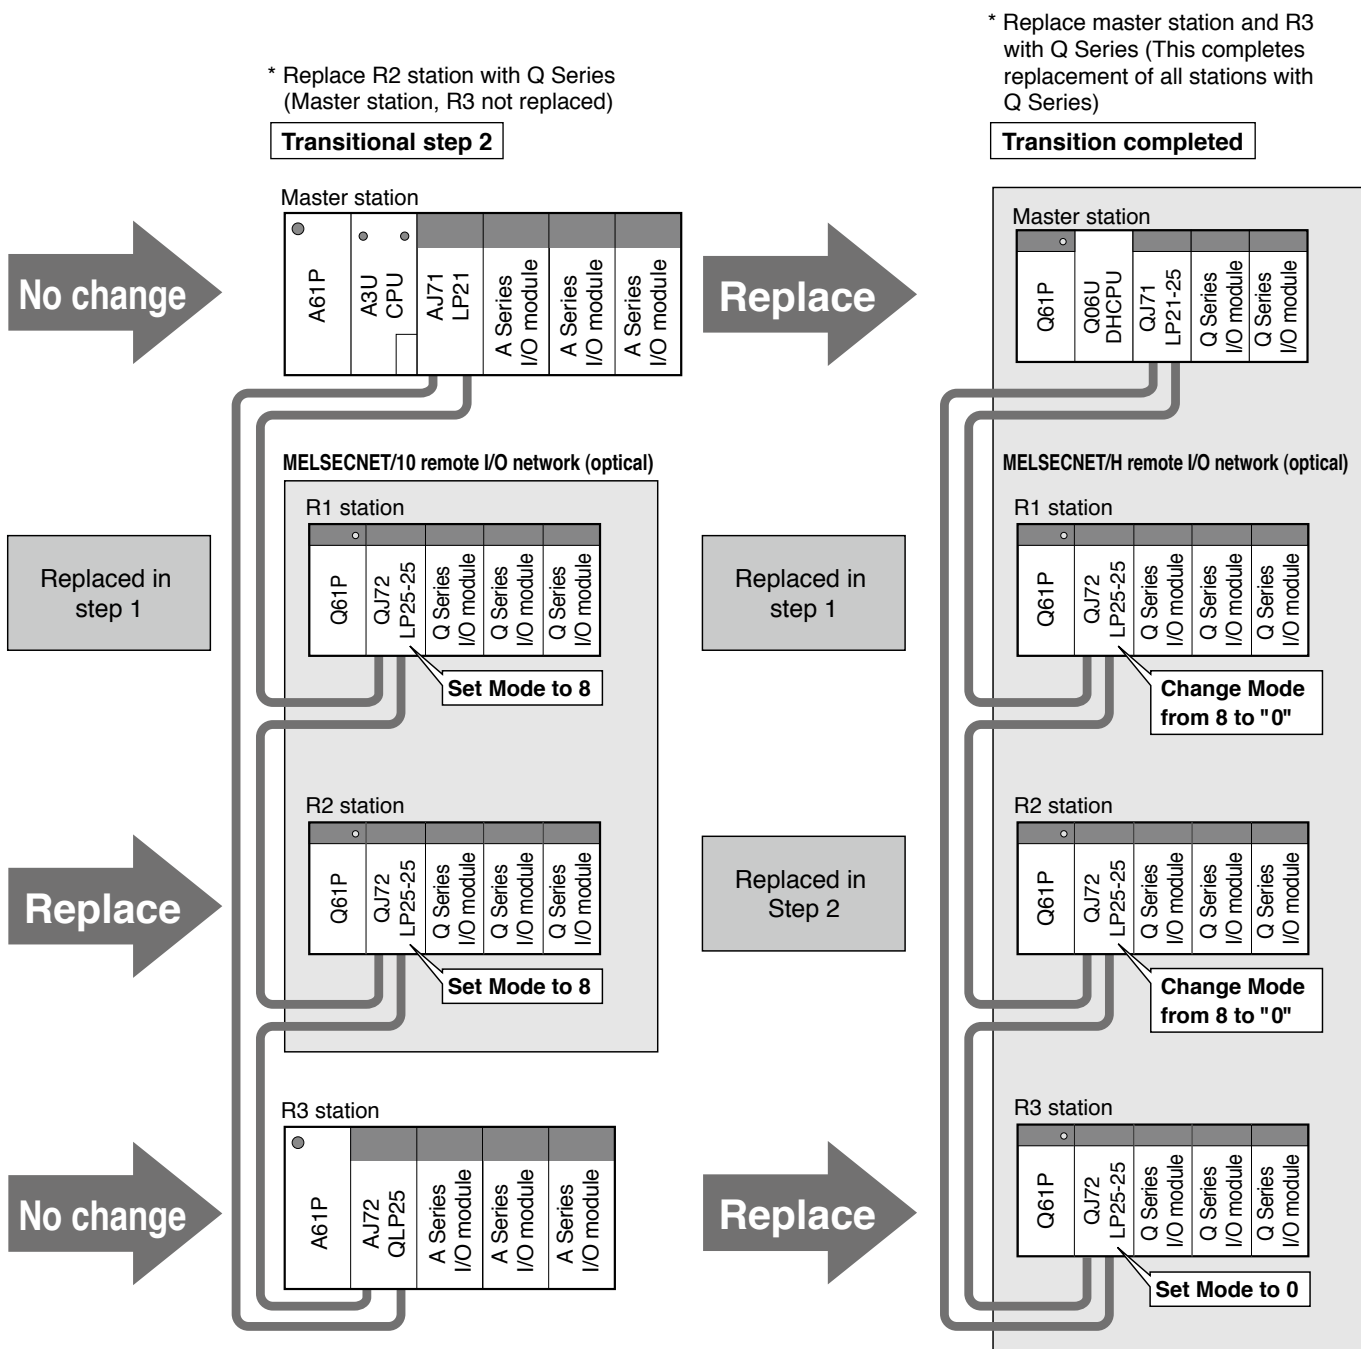 * Replace R2 station with Q Series
(Master station, R3 not replaced)
Transitional step 2
* Replace master station and R3
with Q Series (This completes
replacement of all stations with
Q Series)
Transition completed
No change
Master station
A61P
A3U
CPU
AJ71
LP21
A Series
I/O module
A Series
I/O module
A Series
I/O module
Replace
Master station
Q61P
Q06U
DHCPU
QJ71
LP21-25
Q Series
I/O module
Q Series
I/O module
MELSECNET/10 remote I/O network (optical)
MELSECNET/H remote I/O network (optical)
Replaced in
step 1
R1 station
Q61P
QJ72
LP25-25
Q Series
I/O module
Q Series
I/O module
Q Series
I/O module
Set Mode to 8
Replaced in
step 1
R1 station
Q61P
QJ72
LP25-25
Q Series
I/O module
Q Series
I/O module
Q Series
I/O module
Change Mode
from 8 to "0"
Replace
R2 station
Q61P
QJ72
LP25-25
Q Series
I/O module
Q Series
I/O module
Q Series
I/O module
Set Mode to 8
Replaced in
Step 2
R2 station
Q61P
QJ72
LP25-25
Q Series
I/O module
Q Series
I/O module
Q Series
I/O module
Change Mode
from 8 to "0"
No change
R3 station
A61P
AJ72
QLP25
A Series
I/O module
A Series
I/O module
A Series
I/O module
Replace
R3 station
Q61P
QJ72
LP25-25
Q Series
I/O module
Q Series
I/O module
Q Series
I/O module
Set Mode to 0